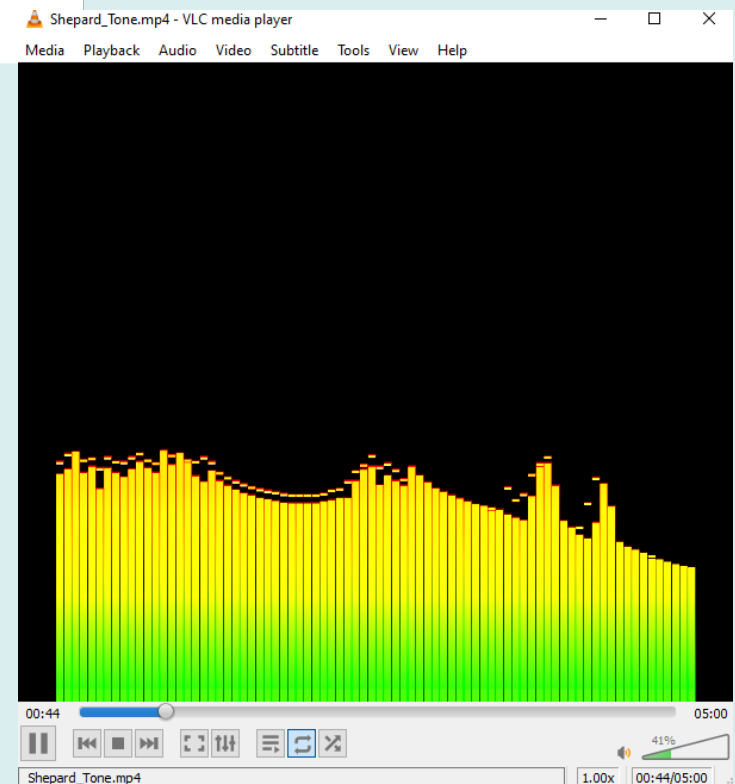 Shepard_Tone.mp4 - VLC media player
Media Playback Audio Video Subtitle Tools View Help
00:44 05:00
41%
Shepard_Tone.mp4 1.00x 00:44/05:00